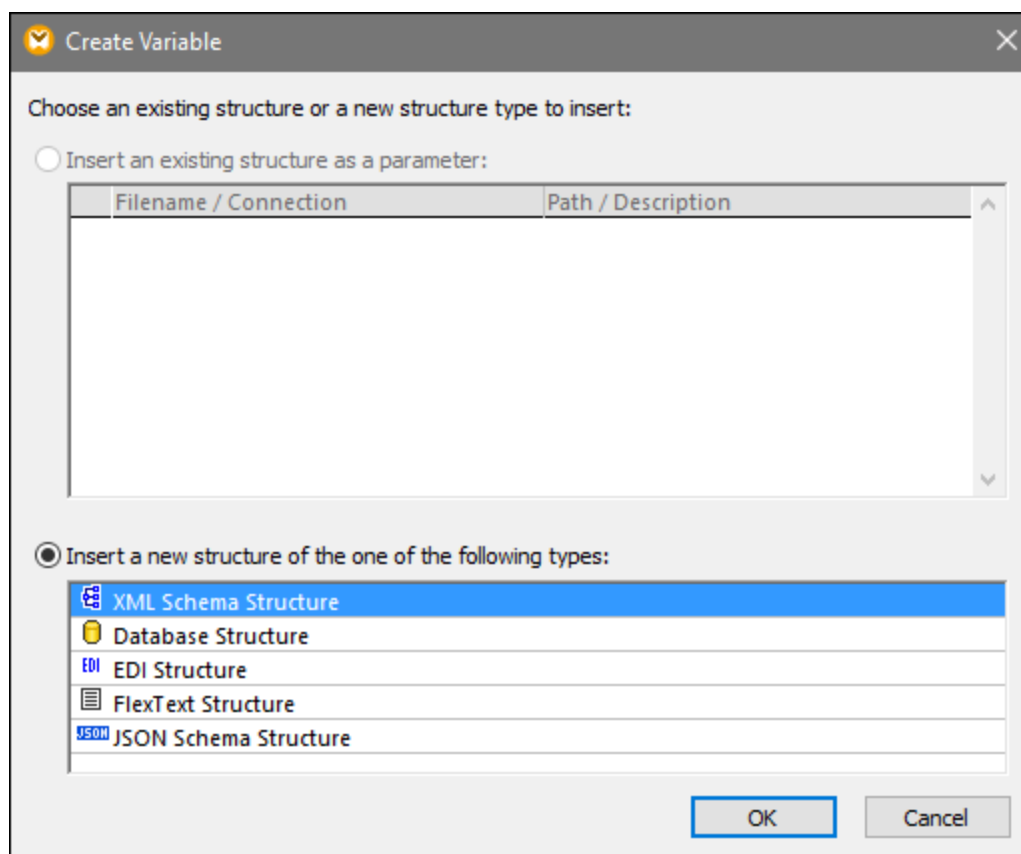 Create Variable
Choose an existing structure or a new structure type to insert:
Insert an existing structure as a parameter:
Filename / Connection Path / Description
Insert a new structure of the one of the following types:
XML Schema Structure
Database Structure
EDI EDI Structure
FlexText Structure
JSON JSON Schema Structure
OK Cancel